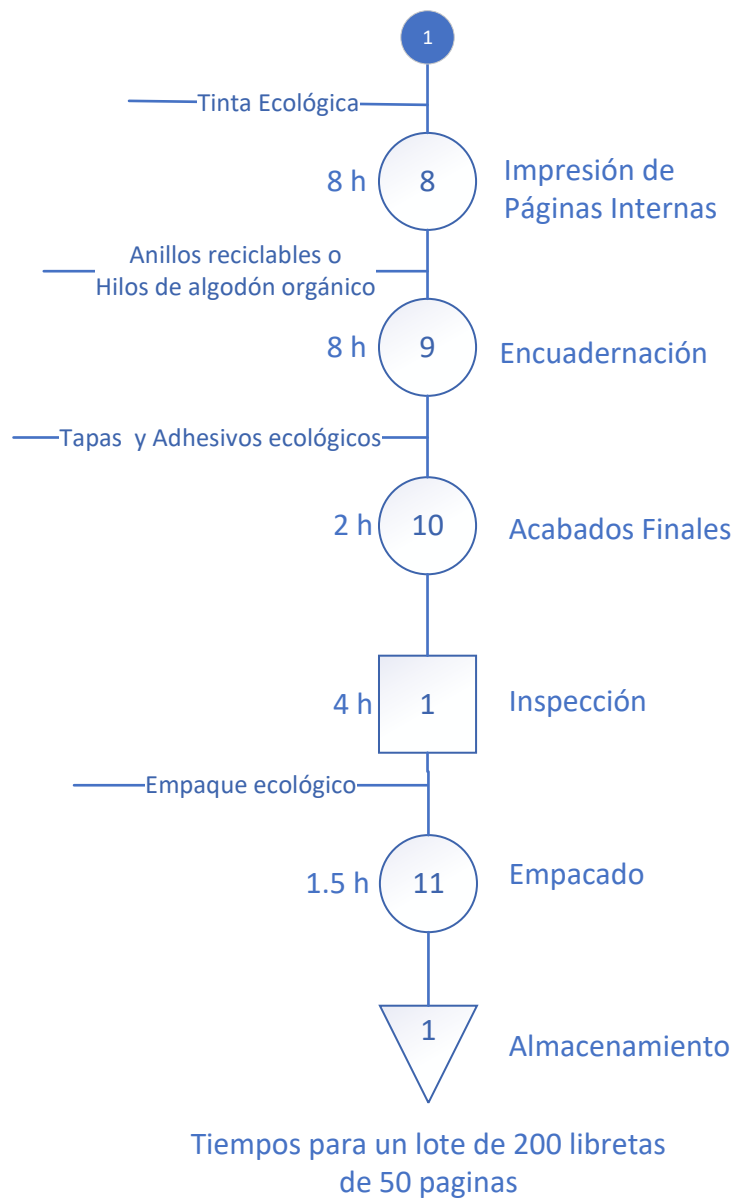 1
Tinta Ecológica
8 h
8
Impresión de
Páginas Internas
Anillos reciclables o
Hilos de algodón orgánico
8 h
9
Encuadernación
Tapas  y Adhesivos ecológicos
2 h
10
Acabados Finales
4 h
1
Inspección
Empaque ecológico
1.5 h
11
Empacado
1
Almacenamiento
Tiempos para un lote de 200 libretas
de 50 paginas